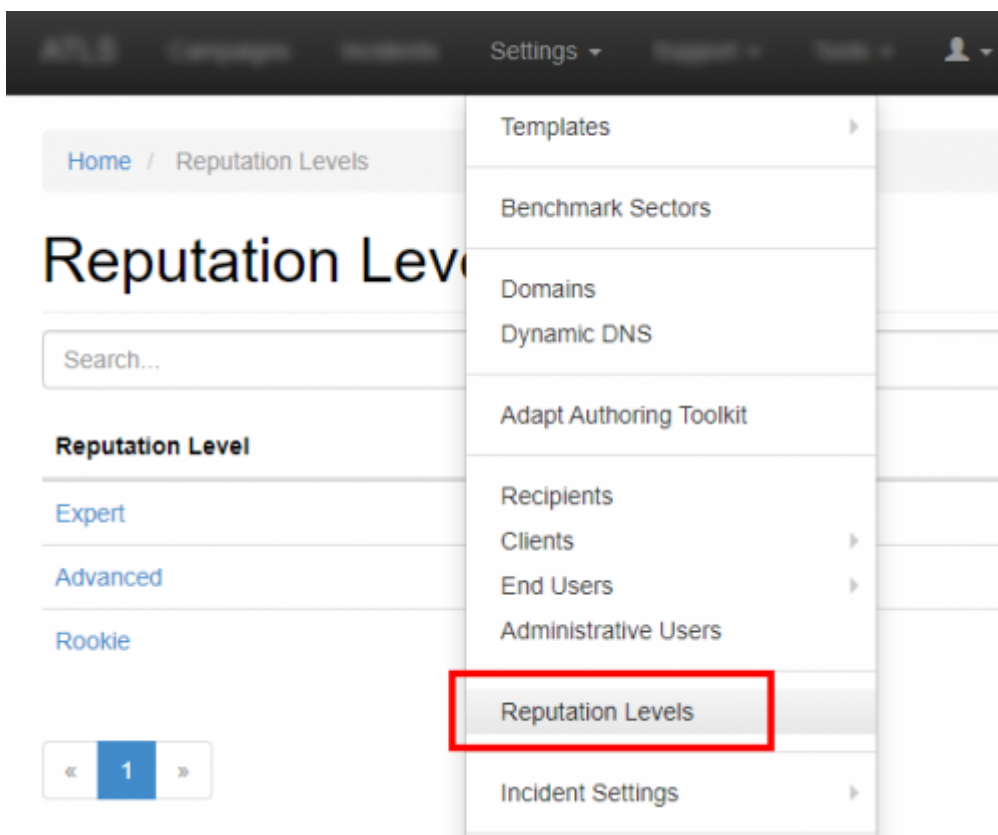 Settings
Templates
Home / Reputation Levels
Benchmark Sectors
Reputation Lev
Domains
Dynamic DNS
Search...
Adapt Authoring Toolkit
Reputation Level
Recipients
Expert
Clients
Advanced
End Users
Administrative Users
Rookie
Reputation Levels
« 1 »
Incident Settings